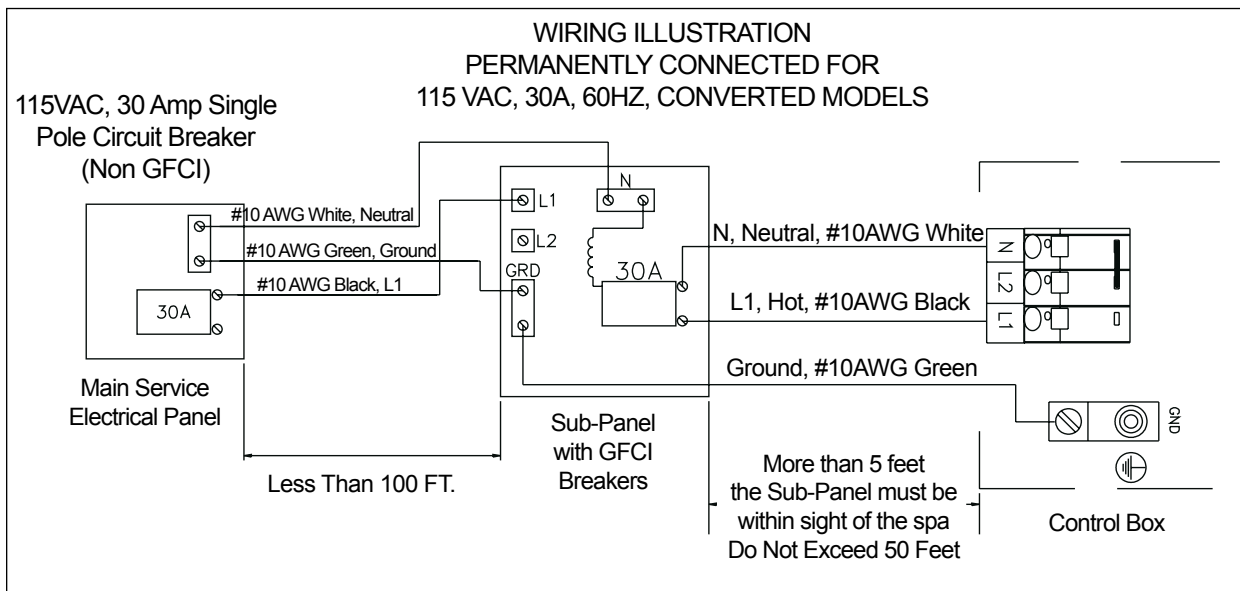 WIRING ILLUSTRATION
PERMANENTLY CONNECTED FOR
115 VAC, 30A, 60HZ, CONVERTED MODELS
115VAC, 30 Amp Single
Pole Circuit Breaker
(Non GFCI)
#10 AWG White, Neutral
#10 AWG Green, Ground
#10 AWG Black, L1
30A
Main Service
Electrical Panel
Less Than 100 FT.
N
L1
L2
GRD
30A
Sub-Panel
with GFCI
Breakers
N, Neutral, #10AWG White
L1, Hot, #10AWG Black
Ground, #10AWG Green
More than 5 feet
the Sub-Panel must be
within sight of the spa
Do Not Exceed 50 Feet
N
L2
L1
GND
Control Box